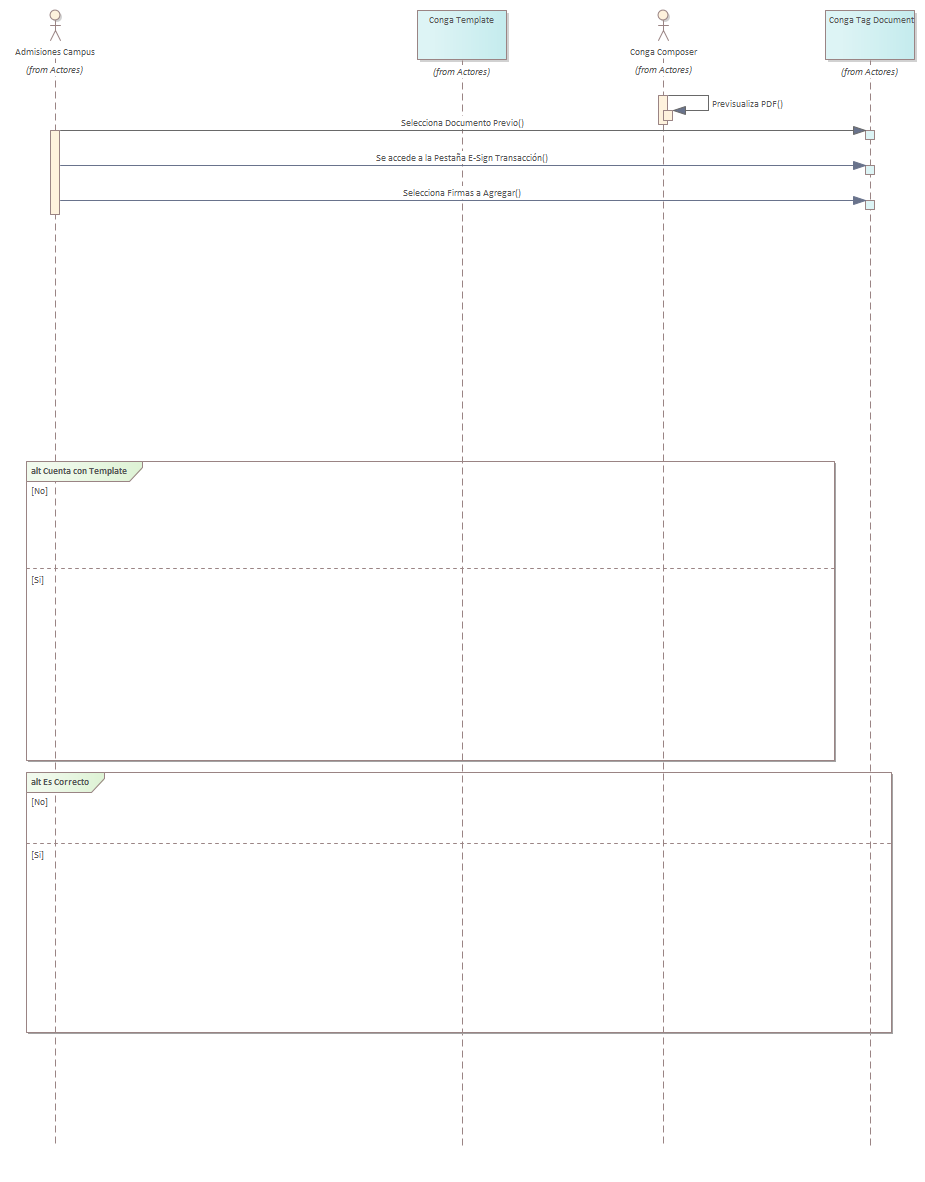 Admisiones Campus
(from Actores)
Conga Template
(from Actores)
Conga Composer
(from Actores)
Conga Tag Document
(from Actores)
Previsualiza PDF()
Selecciona Documento Previo()
Se accede a la Pestaña E-Sign Transacción()
Selecciona Firmas a Agregar()
alt Cuenta con Template
[No]
[Si]
alt Es Correcto
[No]
[Si]